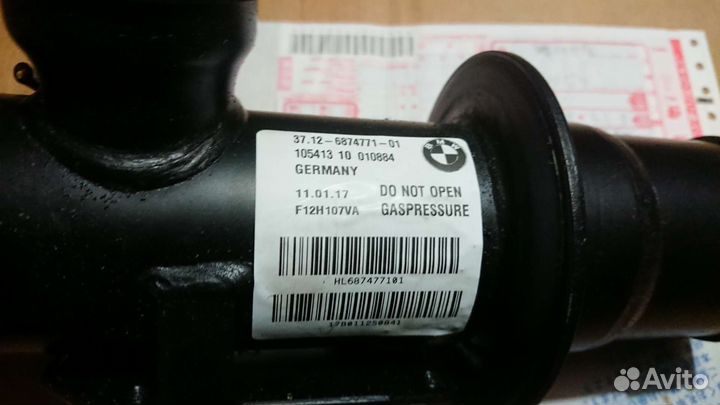 37.12-6874771-01
105413 10 010884
GERMANY
BMW
11.01.17 DO NOT OPEN
F12H107VA GASPRESSURE
HL687477101
Avito